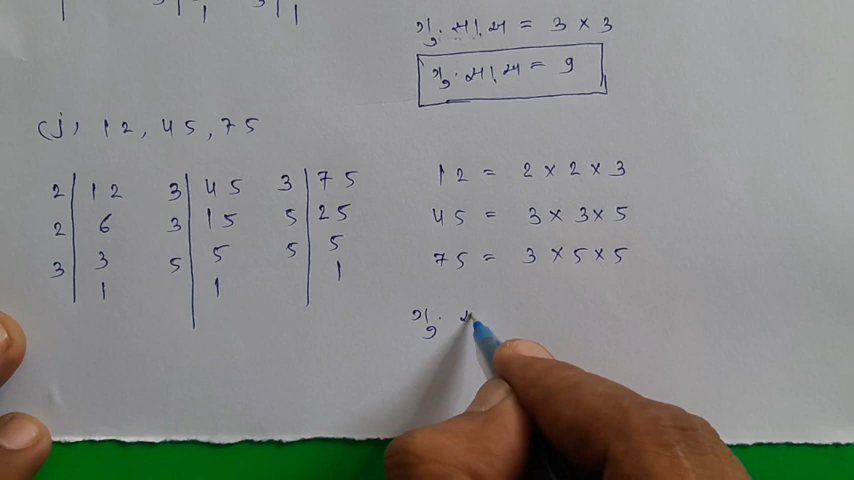 ગુ. સા. અ = 3 × 3
ગુ. સા. અ = 9
(j) 12, 45, 75
2 | 12 3 | 45 3 | 75
2 | 6 3 | 15 5 | 25
3 | 3 5 | 5 5 | 5
1 1 1
12 = 2 × 2 × 3
45 = 3 × 3 × 5
75 = 3 × 5 × 5
ગુ.